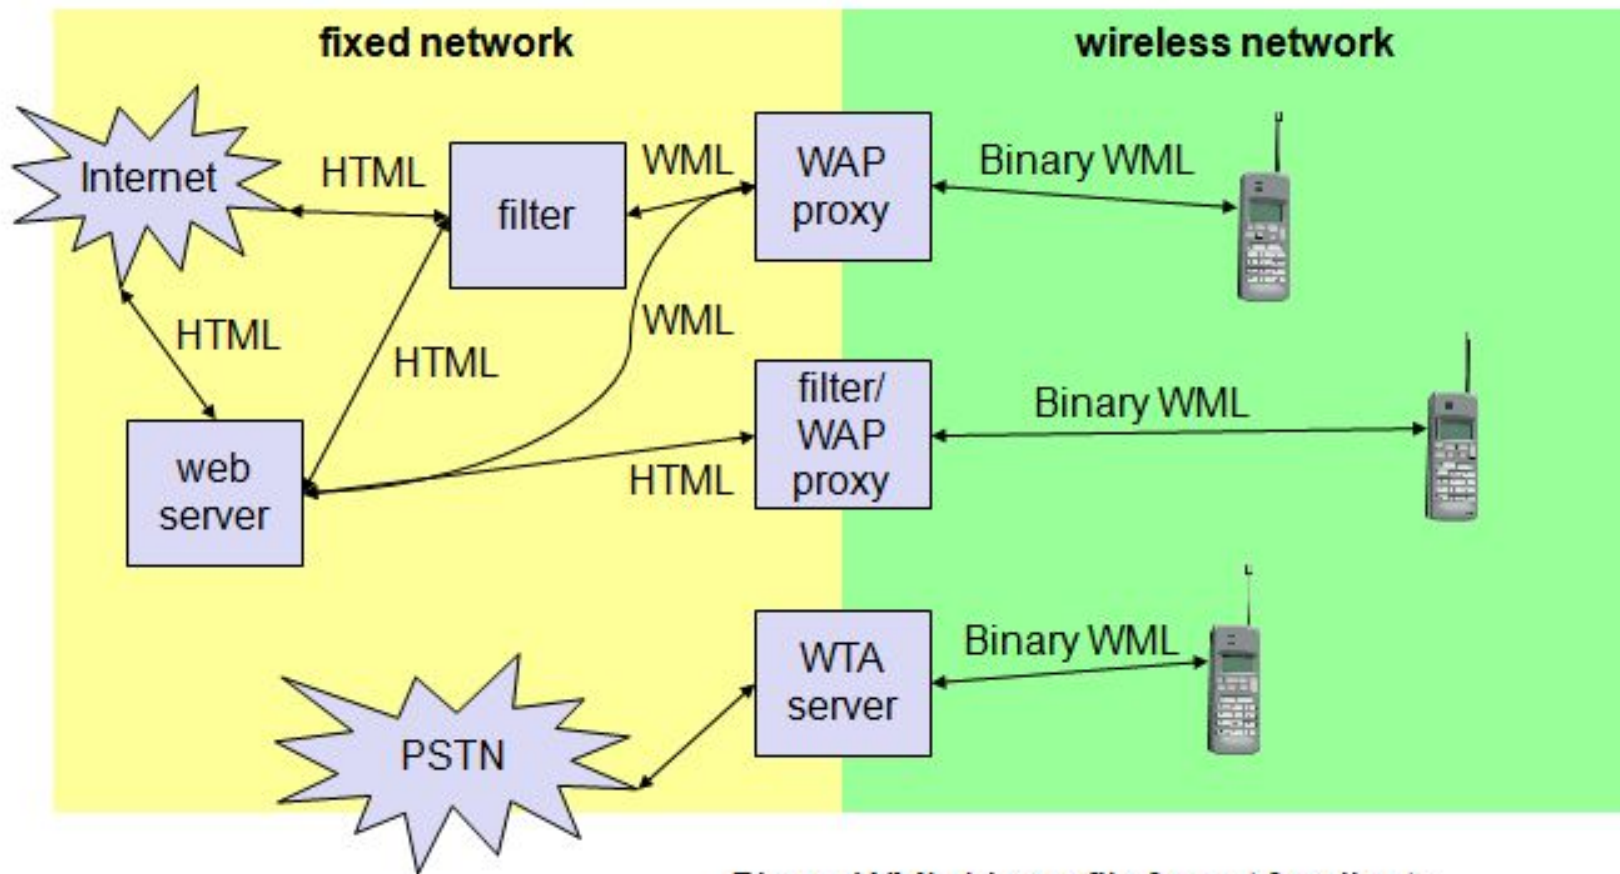 fixed network
wireless network
Internet
HTML
filter
WML
WAP
proxy
Binary WML
HTML
HTML
WML
web
server
HTML
filter/
WAP
proxy
Binary WML
PSTN
WTA
server
Binary WML